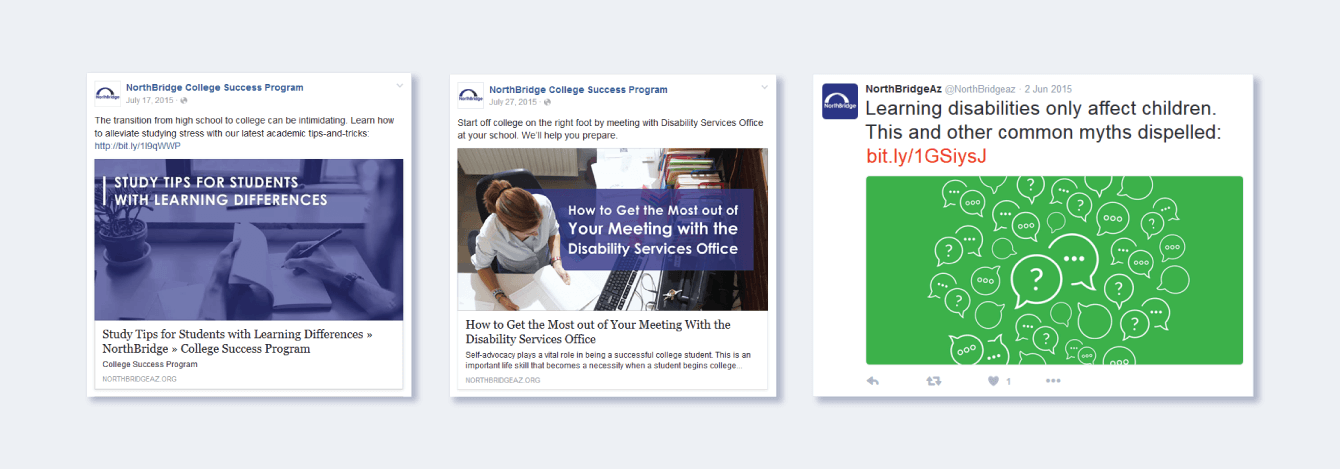 NorthBridge
NorthBridge College Success Program
July 17, 2015 ·
The transition from high school to college can be intimidating. Learn how
to alleviate studying stress with our latest academic tips-and-tricks:
http://bit.ly/1I9qWWP
STUDY TIPS FOR STUDENTS
WITH LEARNING DIFFERENCES
Study Tips for Students with Learning Differences »
NorthBridge » College Success Program
College Success Program
NORTHBRIDGEAZ.ORG
NorthBridge
NorthBridge College Success Program
July 27, 2015 ·
Start off college on the right foot by meeting with Disability Services Office
at your school. We'll help you prepare.
How to Get the Most out of
Your Meeting with the
Disability Services Office
How to Get the Most out of Your Meeting With the
Disability Services Office
Self-advocacy plays a vital role in being a successful college student. This is an
important life skill that becomes a necessity when a student begins college...
NORTHBRIDGEAZ.ORG
NorthBridge
NorthBridgeAz @NorthBridgeaz · 2 Jun 2015
Learning disabilities only affect children.
This and other common myths dispelled:
bit.ly/1GSiysJ
1